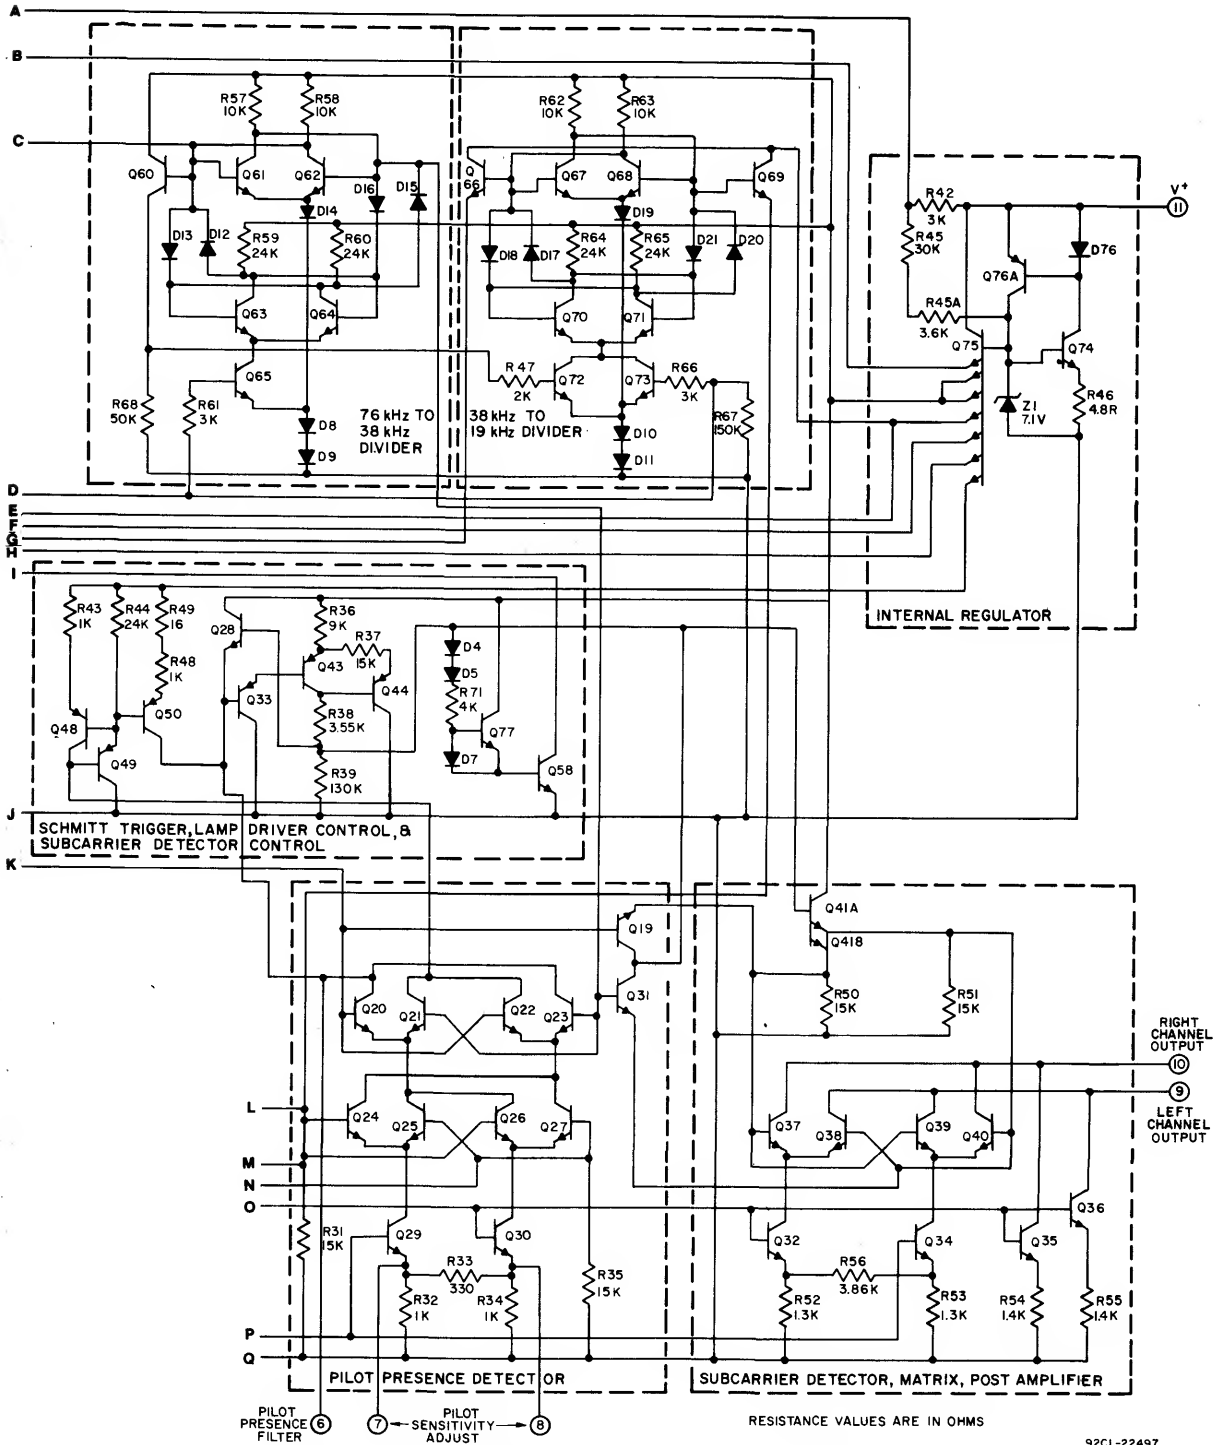 A
B
R57
10K
R58
10K
R62
10K
R63
10K
C
Q60
Q61
Q62
D16
D15
Q
66
Q67
Q68
Q69
D14
D19
D13
D12
R59
24K
R60
24K
D18
D17
R64
24K
R65
24K
D21
D20
R42
3K
V+
11
R45
30K
D76
Q76A
R45A
3.6K
Q63
Q64
Q70
Q71
Q75
Q74
Q65
R47
2K
Q72
Q73
R66
3K
R68
50K
R61
3K
76 kHz TO
38 kHz
DIVIDER
38 kHz TO
19 kHz DIVIDER
R67
150K
Z1
7.1V
R46
4.8R
D8
D9
D10
D11
D
E
F
G
H
I
INTERNAL REGULATOR
R43
1K
R44
24K
R49
16
Q28
R36
9K
R37
15K
D4
R48
1K
Q43
D5
Q33
Q44
R71
4K
Q48
Q50
R38
3.55K
Q77
Q49
D7
Q58
R39
130K
J
SCHMITT TRIGGER, LAMP DRIVER CONTROL, &
SUBCARRIER DETECTOR CONTROL
K
Q41A
Q19
Q41B
Q20
Q21
Q22
Q23
Q31
R50
15K
R51
15K
RIGHT
CHANNEL
OUTPUT
10
9
LEFT
CHANNEL
OUTPUT
L
Q24
Q25
Q26
Q27
Q37
Q38
Q39
Q40
M
N
O
Q36
R31
15K
Q29
Q30
Q32
Q34
Q35
R33
330
R35
15K
R56
3.86K
R32
1K
R34
1K
R52
1.3K
R53
1.3K
R54
1.4K
R55
1.4K
P
Q
PILOT PRESENCE DETECTOR
SUBCARRIER DETECTOR, MATRIX, POST AMPLIFIER
PILOT
PRESENCE
FILTER
6
7
PILOT
SENSITIVITY
ADJUST
8
RESISTANCE VALUES ARE IN OHMS
92CL-22497